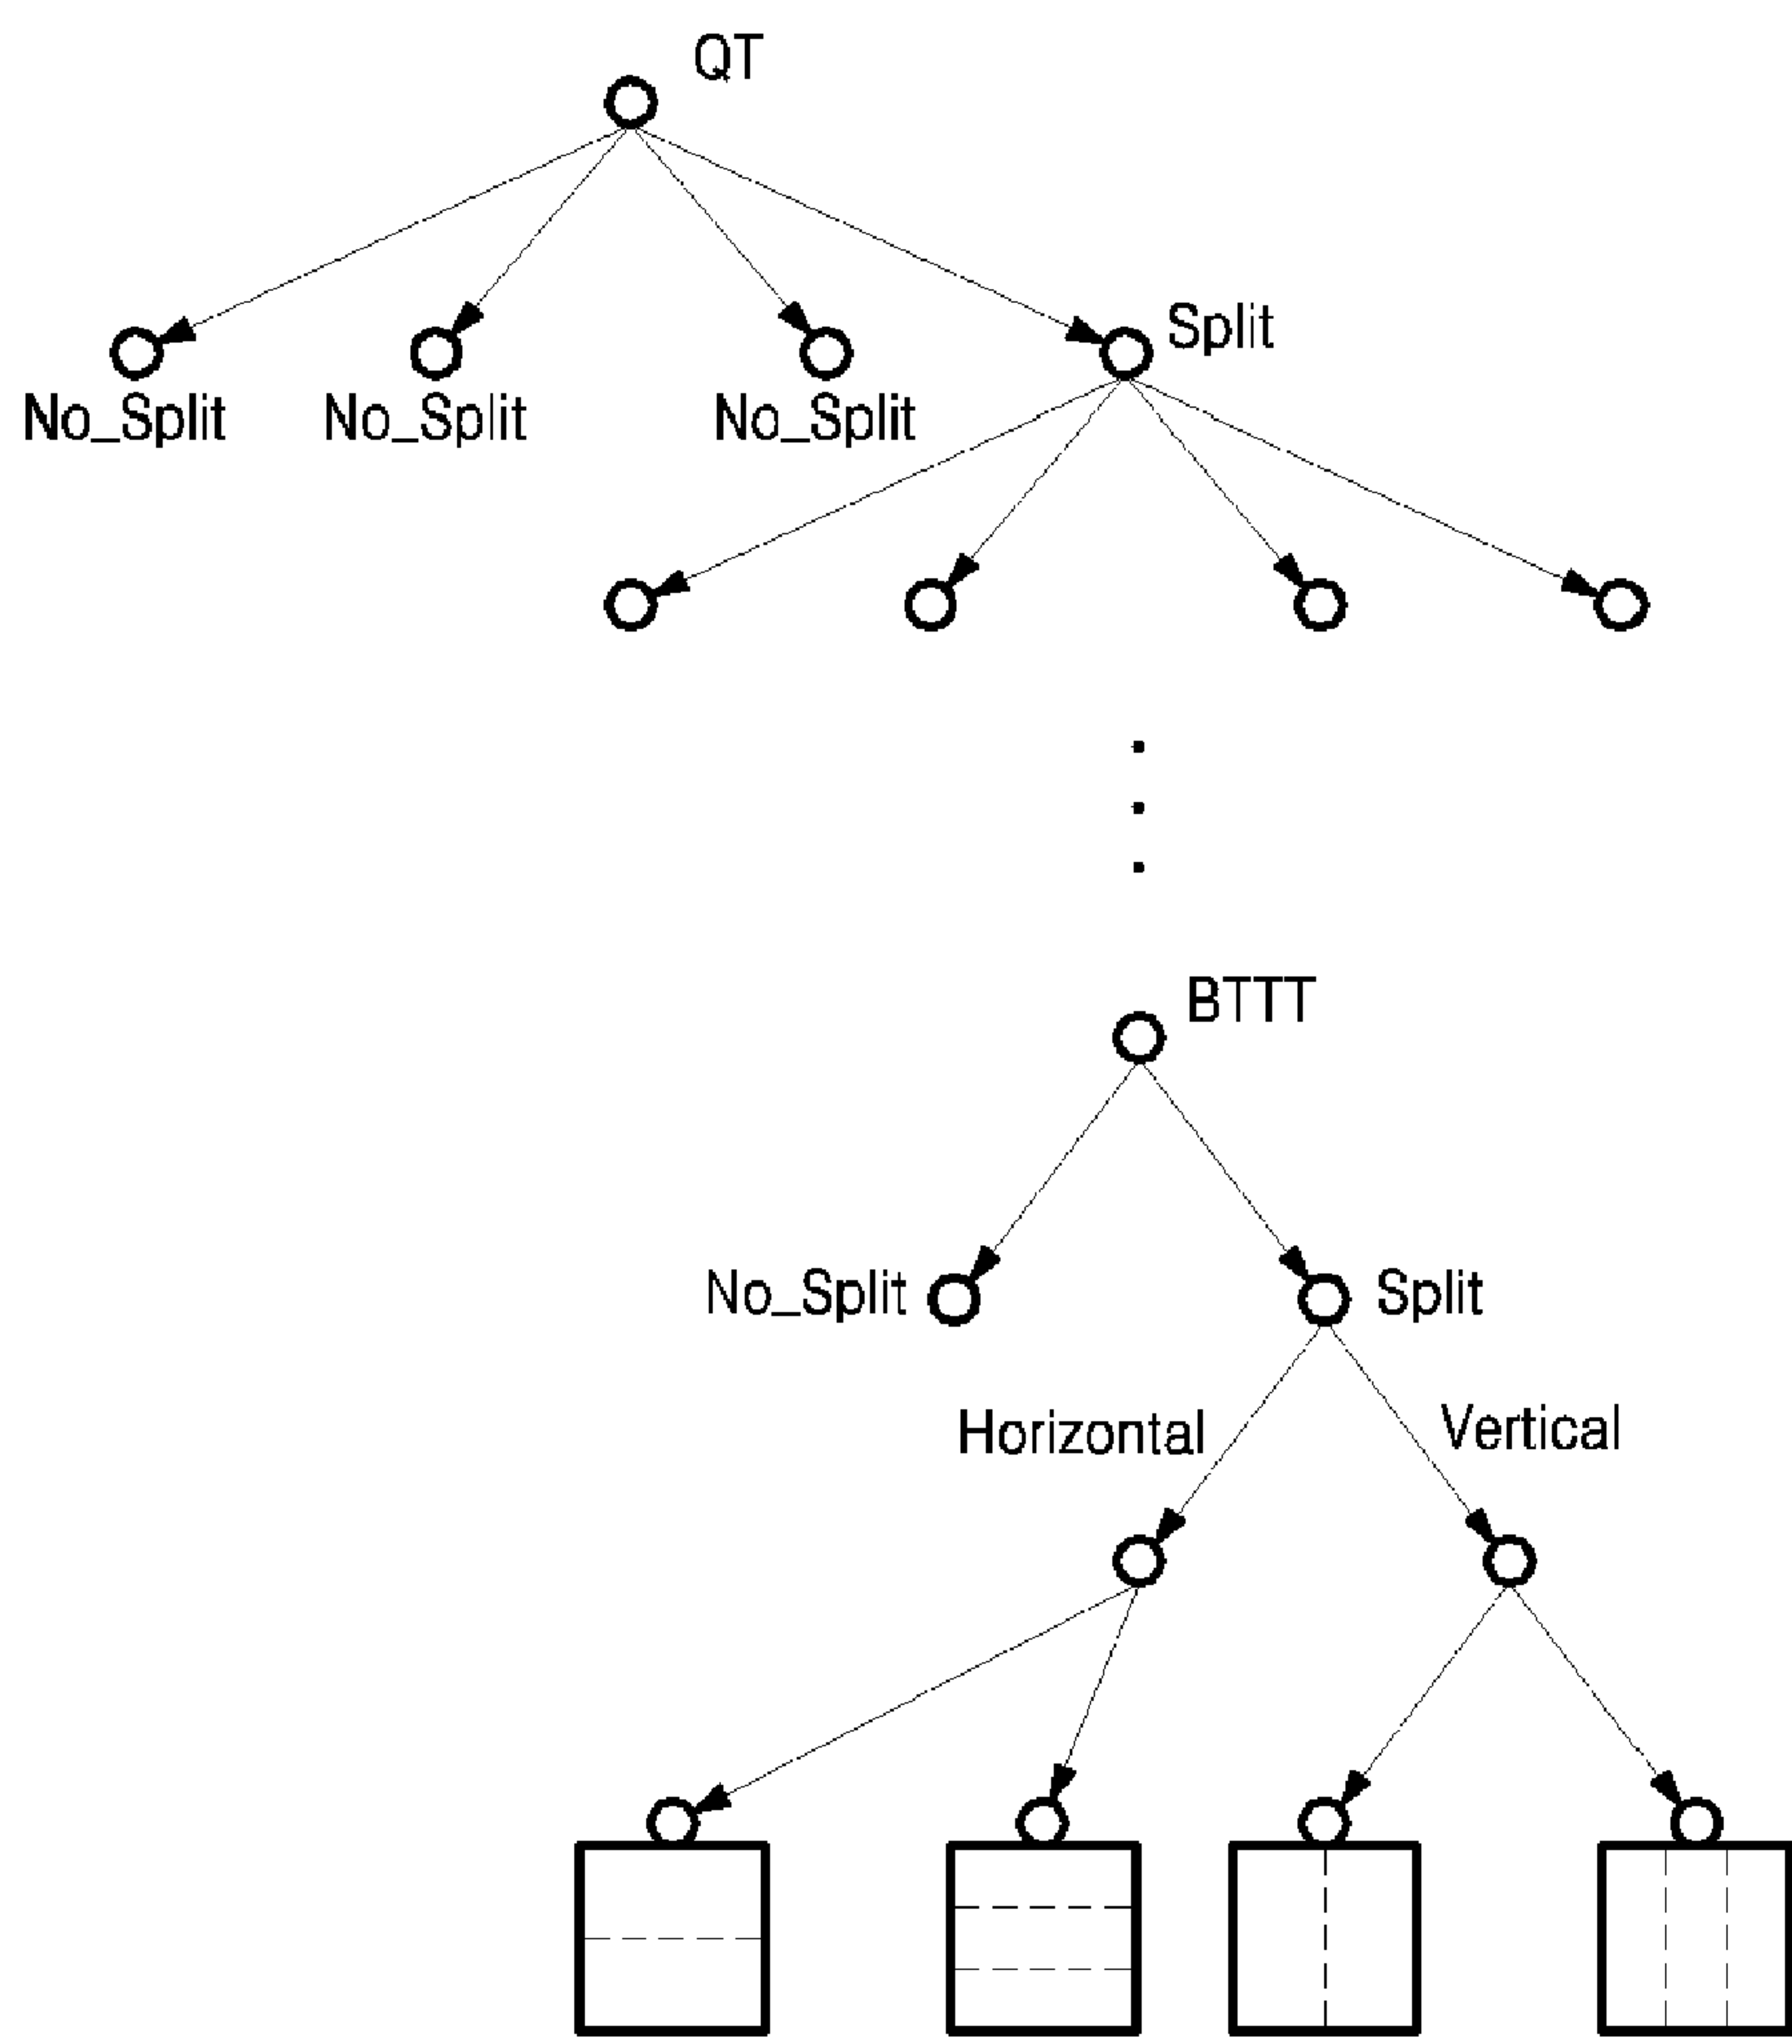 QT
Split
No_Split
No_Split
No_Split
BTTT
No_Split
Split
Horizontal
Vertical